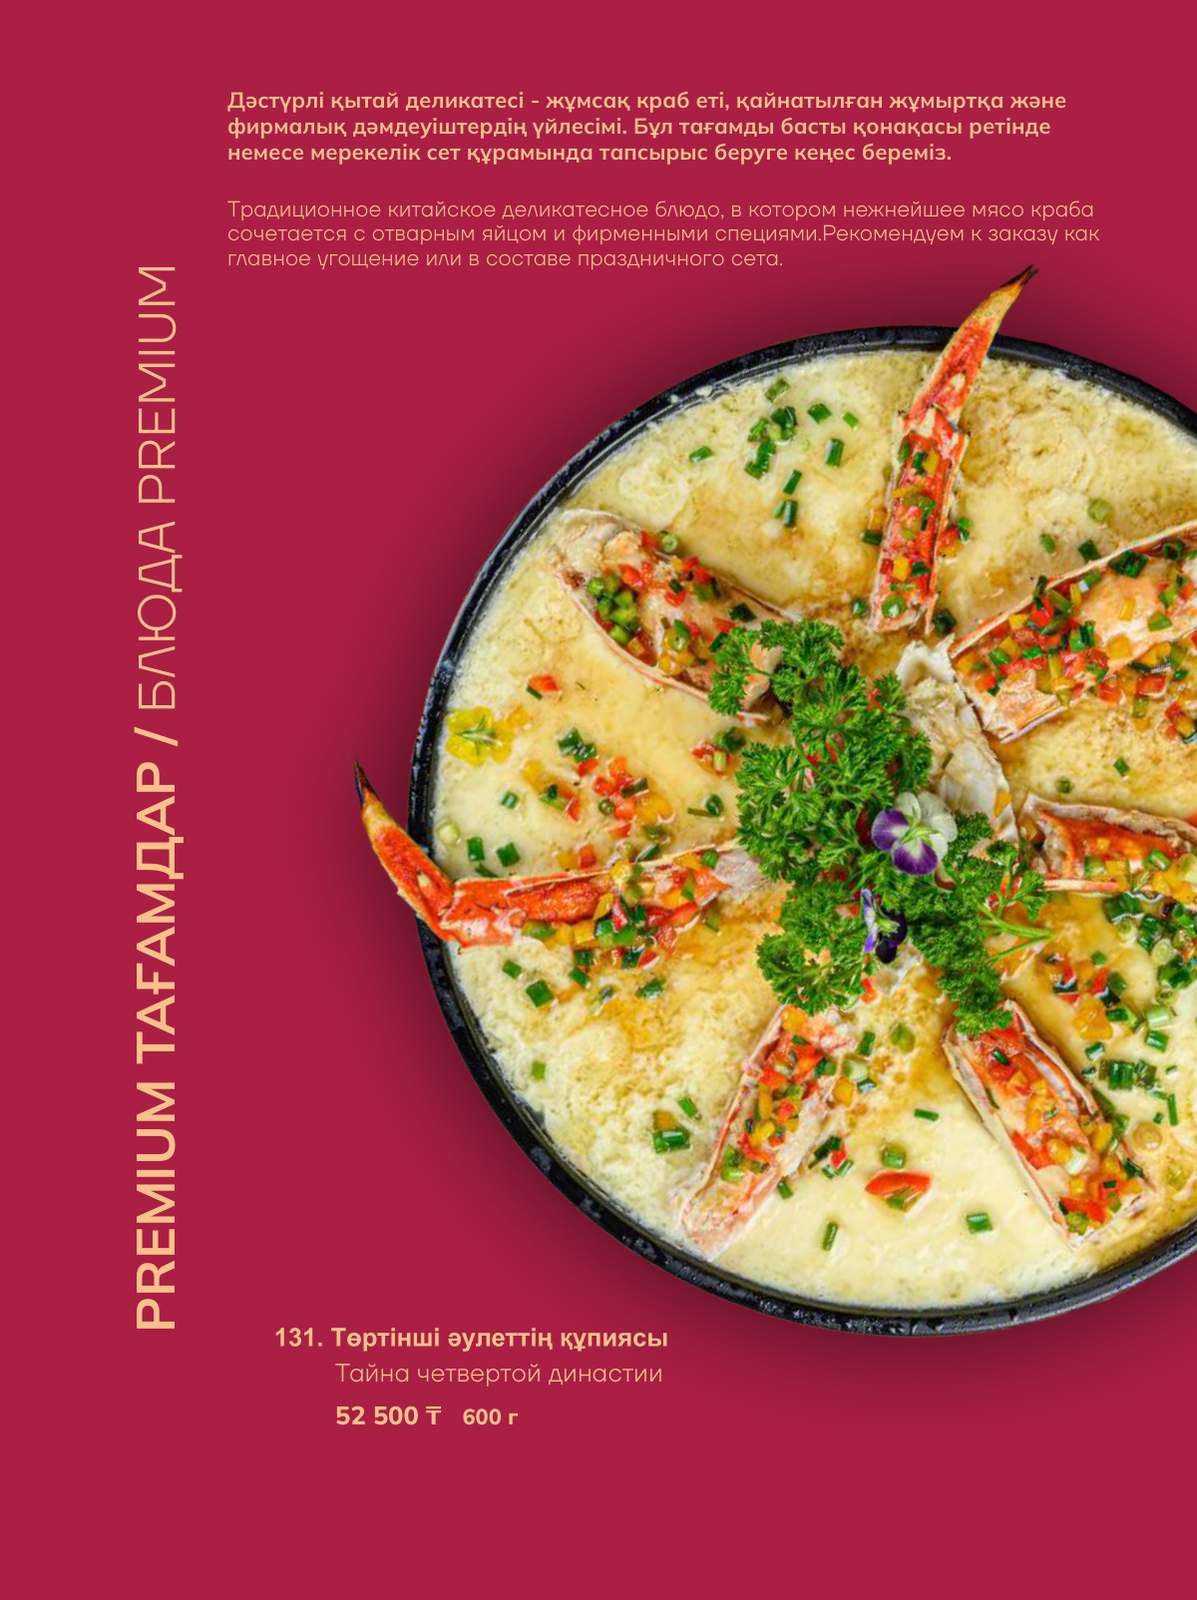 Дәстүрлі қытай деликатесі - жұмсақ краб еті, қайнатылған жұмыртқа және
фирмалық дәмдеуіштердің үйлесімі. Бұл тағамды басты қонақасы ретінде
немесе мерекелік сет құрамында тапсырыс беруге кеңес береміз.
Традиционное китайское деликатесное блюдо, в котором нежнейшее мясо краба
сочетается с отварным яйцом и фирменными специями.Рекомендуем к заказу как
главное угощение или в составе праздничного сета.
PREMIUM ТАҒАМДАР / БЛЮДА PREMIUM
131. Төртінші әулеттің құпиясы
Тайна четвертой династии
52 500 ₸ 600 г